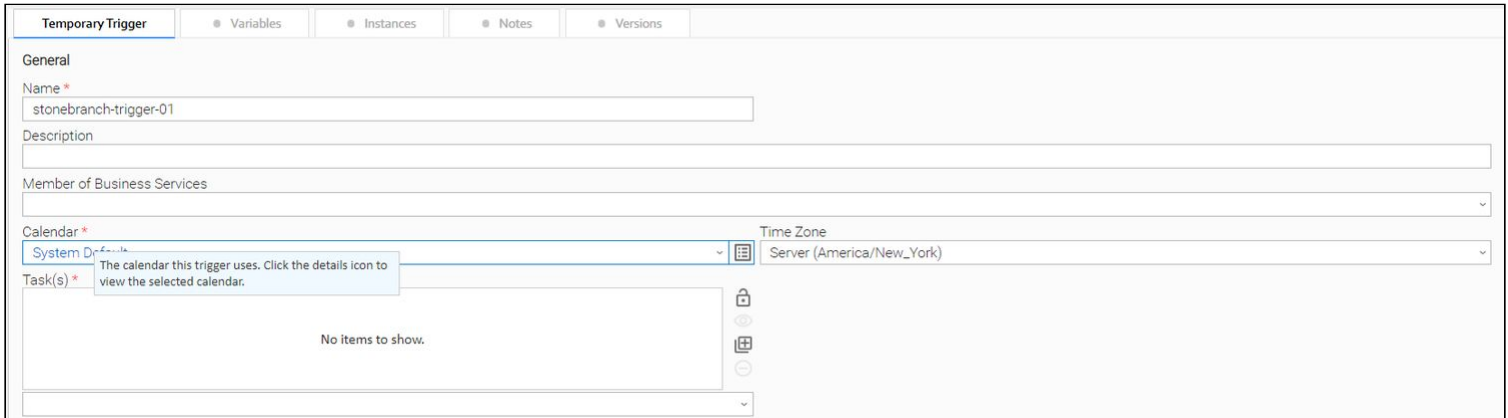 Temporary Trigger Variables Instances Notes Versions
General
Name *
stonebranch-trigger-01
Description
Member of Business Services
Calendar * Time Zone
System Default Server (America/New_York)
The calendar this trigger uses. Click the details icon to
view the selected calendar.
Task(s) *
No items to show.